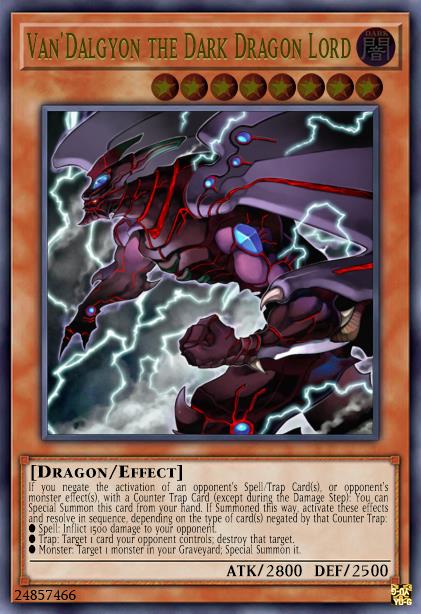 Van'Dalgyon the Dark Dragon Lord
DARK
闇
[Dragon/Effect]
If you negate the activation of an opponent's Spell/Trap Card(s), or opponent's
monster effect(s), with a Counter Trap Card (except during the Damage Step): You can
Special Summon this card from your hand. If Summoned this way, activate these effects
and resolve in sequence, depending on the type of card(s) negated by that Counter Trap:
● Spell: Inflict 1500 damage to your opponent.
● Trap: Target 1 card your opponent controls; destroy that target.
● Monster: Target 1 monster in your Graveyard; Special Summon it.
ATK/2800 DEF/2500
24857466